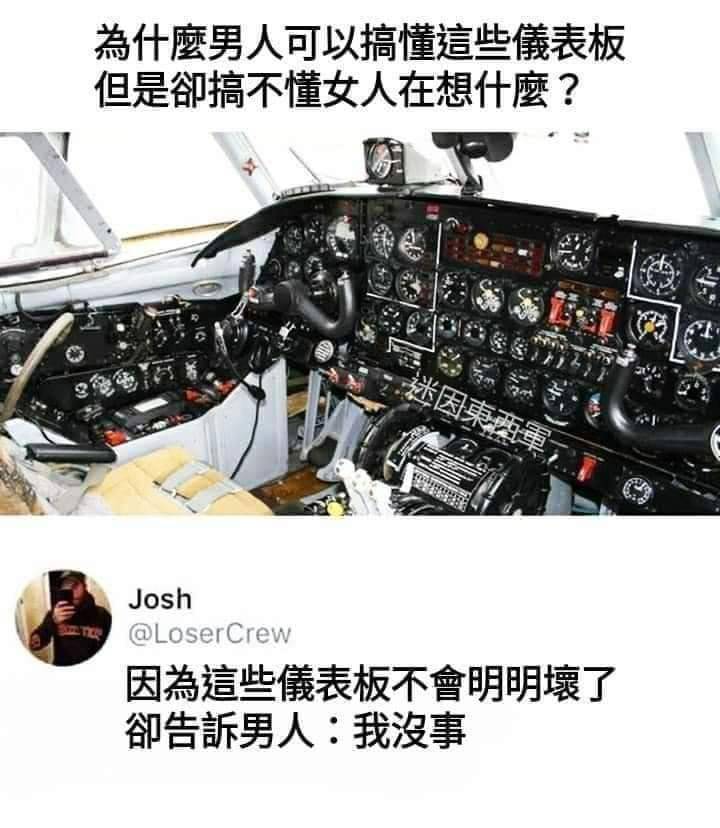 為什麼男人可以搞懂這些儀表板
但是卻搞不懂女人在想什麼？
迷因東西軍
Josh
@LoserCrew
因為這些儀表板不會明明壞了
卻告訴男人：我沒事